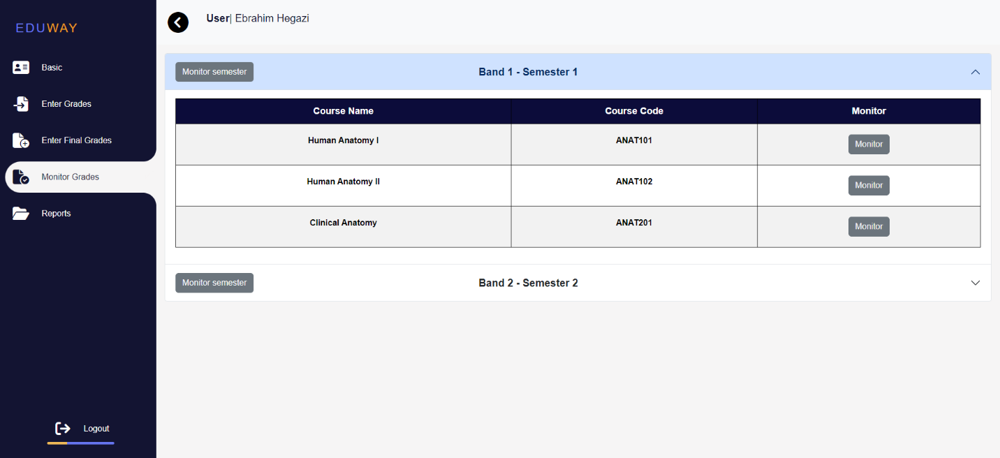 EDUWAY
Basic
Enter Grades
Enter Final Grades
Monitor Grades
Reports
Logout
User| Ebrahim Hegazi
Monitor semester Band 1 - Semester 1
Course Name Course Code Monitor
Human Anatomy I ANAT101 Monitor
Human Anatomy II ANAT102 Monitor
Clinical Anatomy ANAT201 Monitor
Monitor semester Band 2 - Semester 2